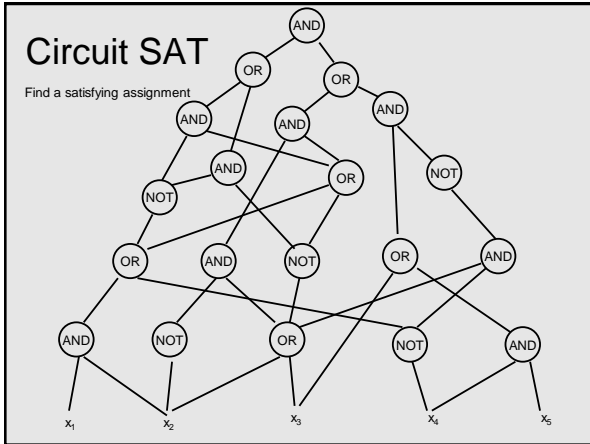 AND
Circuit SAT
OR
OR
Find a satisfying assignment
AND
AND
AND
AND
OR
NOT
NOT
OR
AND
NOT
OR
AND
AND
NOT
OR
NOT
AND
x₁
x₂
x₃
x₄
x₅